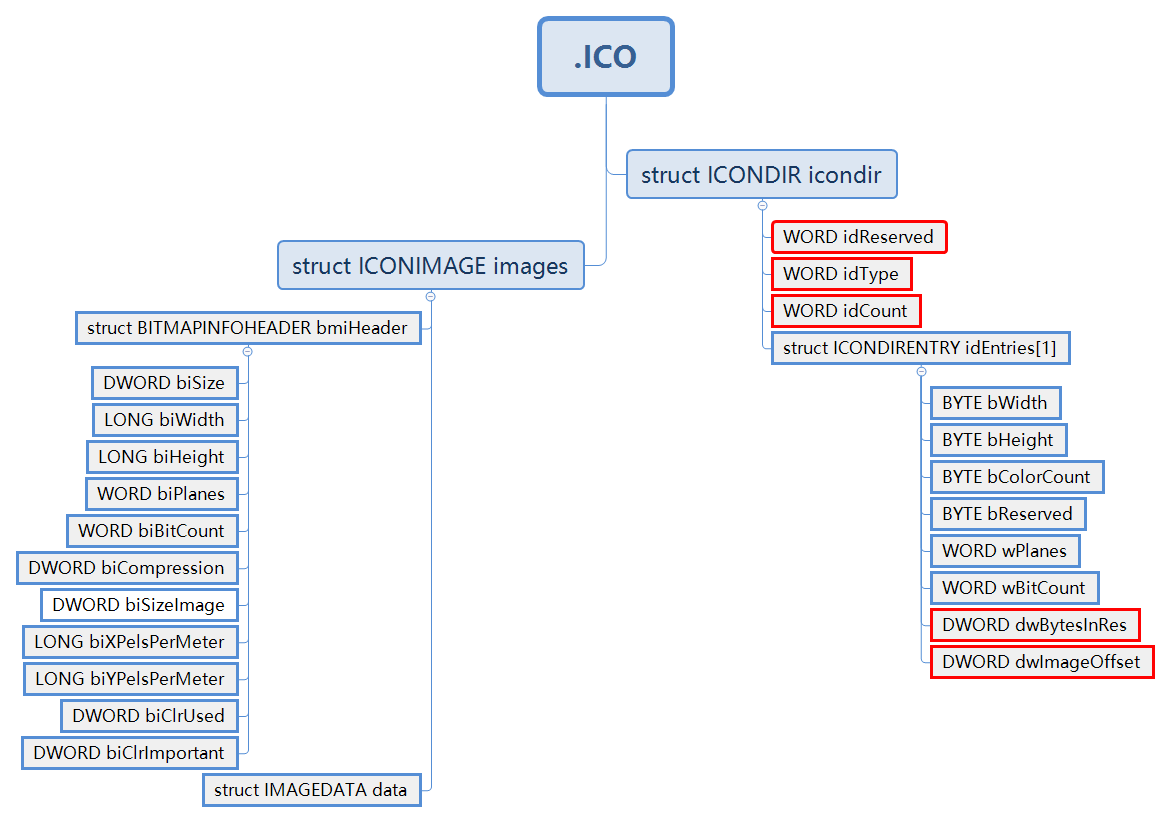 .ICO
struct ICONDIR icondir
WORD idReserved
WORD idType
WORD idCount
struct ICONDIRENTRY idEntries[1]
BYTE bWidth
BYTE bHeight
BYTE bColorCount
BYTE bReserved
WORD wPlanes
WORD wBitCount
DWORD dwBytesInRes
DWORD dwImageOffset
struct ICONIMAGE images
struct BITMAPINFOHEADER bmiHeader
DWORD biSize
LONG biWidth
LONG biHeight
WORD biPlanes
WORD biBitCount
DWORD biCompression
DWORD biSizeImage
LONG biXPelsPerMeter
LONG biYPelsPerMeter
DWORD biClrUsed
DWORD biClrImportant
struct IMAGEDATA data